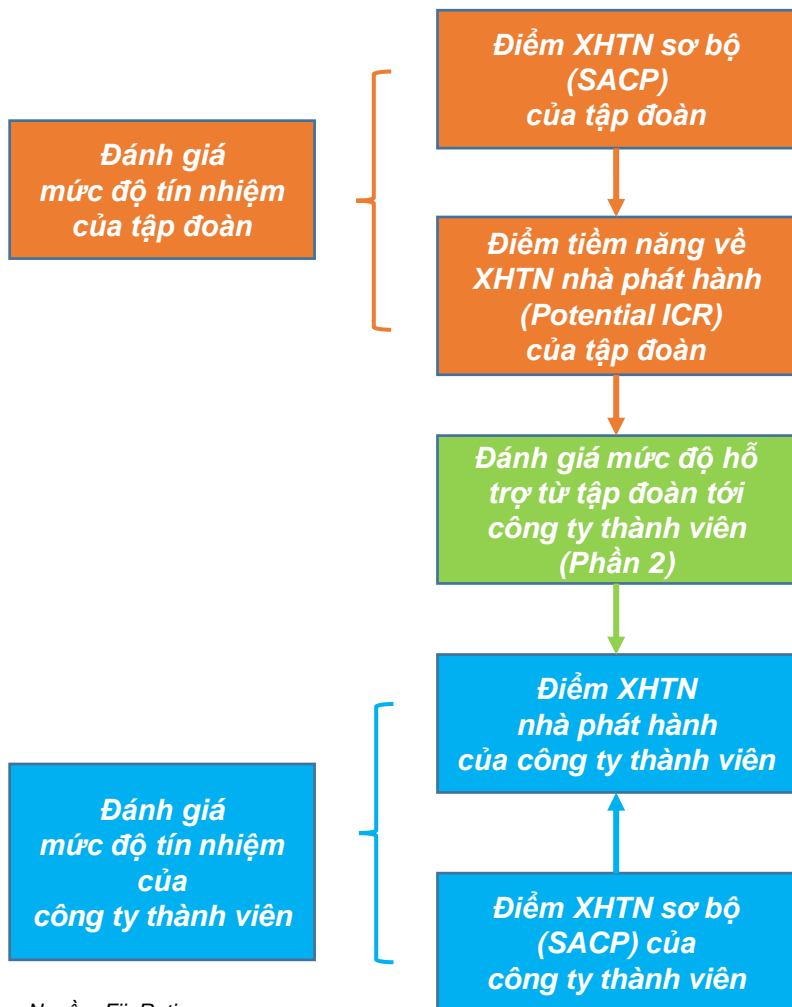 Điểm XHTN sơ bộ
(SACP)
của tập đoàn
Đánh giá
mức độ tín nhiệm
của tập đoàn
Điểm tiềm năng về
XHTN nhà phát hành
(Potential ICR)
của tập đoàn
Đánh giá mức độ hỗ
trợ từ tập đoàn tới
công ty thành viên
(Phần 2)
Điểm XHTN
nhà phát hành
của công ty thành viên
Đánh giá
mức độ tín nhiệm
của
công ty thành viên
Điểm XHTN sơ bộ
(SACP) của
công ty thành viên